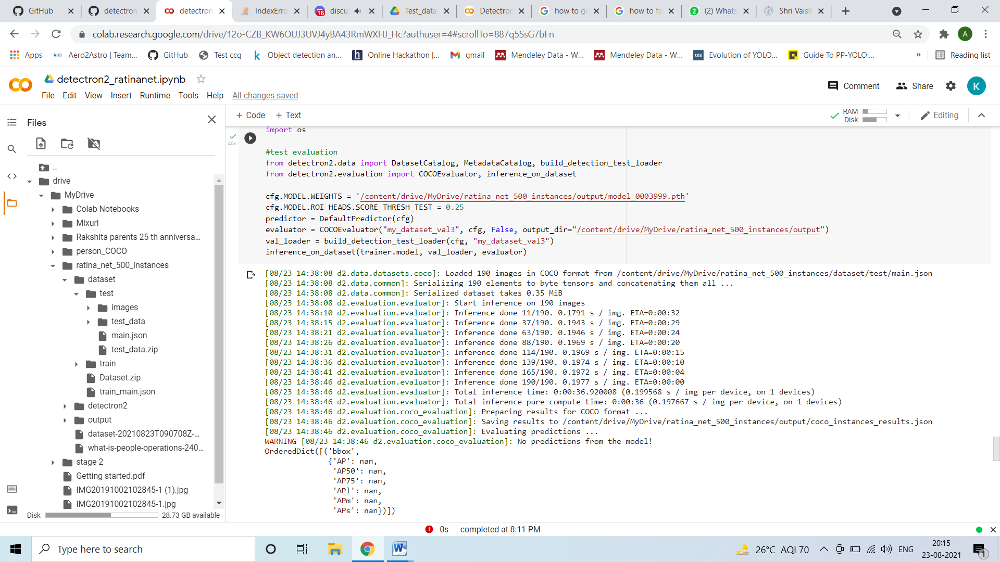 GitHub
detectron
detectron
IndexErro
16
discu
Test_data
Detectron
how to ge
how to fo
2
(2) Whats
Shri Vaish
colab.research.google.com/drive/12o-CZB_KW6OUJ3UVJ4yBA43RmWXHJ_Hc?authuser=4#scrollTo=887q5SsG7bFn
A
Apps
Aero2Astro | Team...
GitHub
Test ccg
k
Object detection an...
h
Online Hackathon |...
gmail
Mendeley Data - W...
Mendeley Data - W...
tds
Evolution of YOLO...
Guide To PP-YOLO:...
»
Reading list
detectron2_ratinanet.ipynb
File Edit View Insert Runtime Tools Help All changes saved
Comment
Share
K
Files
+ Code + Text
RAM
Disk
Editing
..
drive
MyDrive
Colab Notebooks
Mixurl
Rakshita parents 25 th anniversa...
person_COCO
ratina_net_500_instances
dataset
test
images
test_data
main.json
test_data.zip
train
Dataset.zip
train_main.json
detectron2
output
dataset-20210823T090708Z-...
what-is-people-operations-240...
stage 2
Getting started.pdf
IMG20191002102845-1 (1).jpg
IMG20191002102845-1.jpg
Disk
28.73 GB available
40s
import os
#test evaluation
from detectron2.data import DatasetCatalog, MetadataCatalog, build_detection_test_loader
from detectron2.evaluation import COCOEvaluator, inference_on_dataset
cfg.MODEL.WEIGHTS = '/content/drive/MyDrive/ratina_net_500_instances/output/model_0003999.pth'
cfg.MODEL.ROI_HEADS.SCORE_THRESH_TEST = 0.25
predictor = DefaultPredictor(cfg)
evaluator = COCOEvaluator("my_dataset_val3", cfg, False, output_dir="/content/drive/MyDrive/ratina_net_500_instances/output")
val_loader = build_detection_test_loader(cfg, "my_dataset_val3")
inference_on_dataset(trainer.model, val_loader, evaluator)
[08/23 14:38:08 d2.data.datasets.coco]: Loaded 190 images in COCO format from /content/drive/MyDrive/ratina_net_500_instances/dataset/test/main.json
[08/23 14:38:08 d2.data.common]: Serializing 190 elements to byte tensors and concatenating them all ...
[08/23 14:38:08 d2.data.common]: Serialized dataset takes 0.35 MiB
[08/23 14:38:08 d2.evaluation.evaluator]: Start inference on 190 images
[08/23 14:38:10 d2.evaluation.evaluator]: Inference done 11/190. 0.1791 s / img. ETA=0:00:32
[08/23 14:38:15 d2.evaluation.evaluator]: Inference done 37/190. 0.1943 s / img. ETA=0:00:29
[08/23 14:38:21 d2.evaluation.evaluator]: Inference done 63/190. 0.1946 s / img. ETA=0:00:24
[08/23 14:38:26 d2.evaluation.evaluator]: Inference done 88/190. 0.1969 s / img. ETA=0:00:20
[08/23 14:38:31 d2.evaluation.evaluator]: Inference done 114/190. 0.1969 s / img. ETA=0:00:15
[08/23 14:38:36 d2.evaluation.evaluator]: Inference done 139/190. 0.1974 s / img. ETA=0:00:10
[08/23 14:38:41 d2.evaluation.evaluator]: Inference done 165/190. 0.1972 s / img. ETA=0:00:04
[08/23 14:38:46 d2.evaluation.evaluator]: Inference done 190/190. 0.1977 s / img. ETA=0:00:00
[08/23 14:38:46 d2.evaluation.evaluator]: Total inference time: 0:00:36.920008 (0.199568 s / img per device, on 1 devices)
[08/23 14:38:46 d2.evaluation.evaluator]: Total inference pure compute time: 0:00:36 (0.197667 s / img per device, on 1 devices)
[08/23 14:38:46 d2.evaluation.coco_evaluation]: Preparing results for COCO format ...
[08/23 14:38:46 d2.evaluation.coco_evaluation]: Saving results to /content/drive/MyDrive/ratina_net_500_instances/output/coco_instances_results.json
[08/23 14:38:46 d2.evaluation.coco_evaluation]: Evaluating predictions ...
WARNING [08/23 14:38:46 d2.evaluation.coco_evaluation]: No predictions from the model!
OrderedDict([('bbox',
{'AP': nan,
'AP50': nan,
'AP75': nan,
'APl': nan,
'APm': nan,
'APs': nan})])
0s completed at 8:11 PM
Type here to search
26°C AQI 70
ENG
20:15
23-08-2021
1